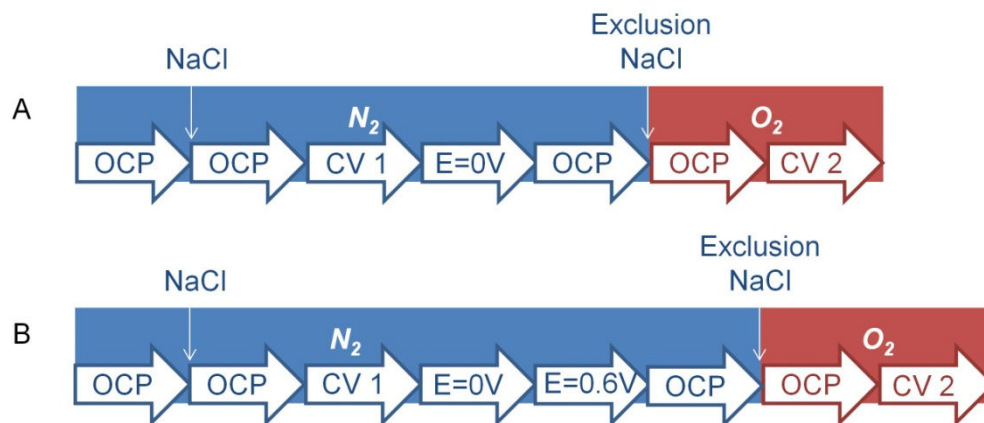 NaCl
Exclusion
NaCl
A
N₂
O₂
OCP
OCP
CV 1
E=0V
OCP
OCP
CV 2
NaCl
Exclusion
NaCl
B
N₂
O₂
OCP
OCP
CV 1
E=0V
E=0.6V
OCP
OCP
CV 2